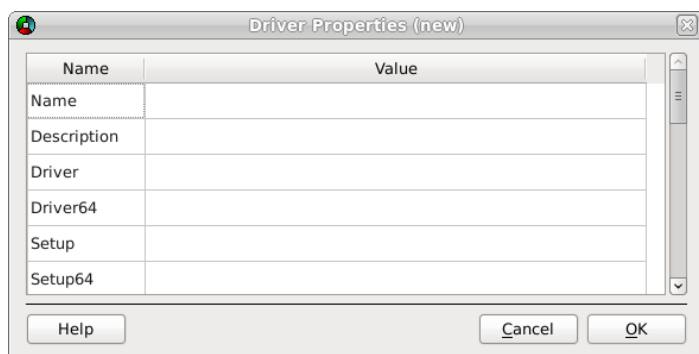 Driver Properties (new)
Name Value
Name
Description
Driver
Driver64
Setup
Setup64
Help Cancel OK